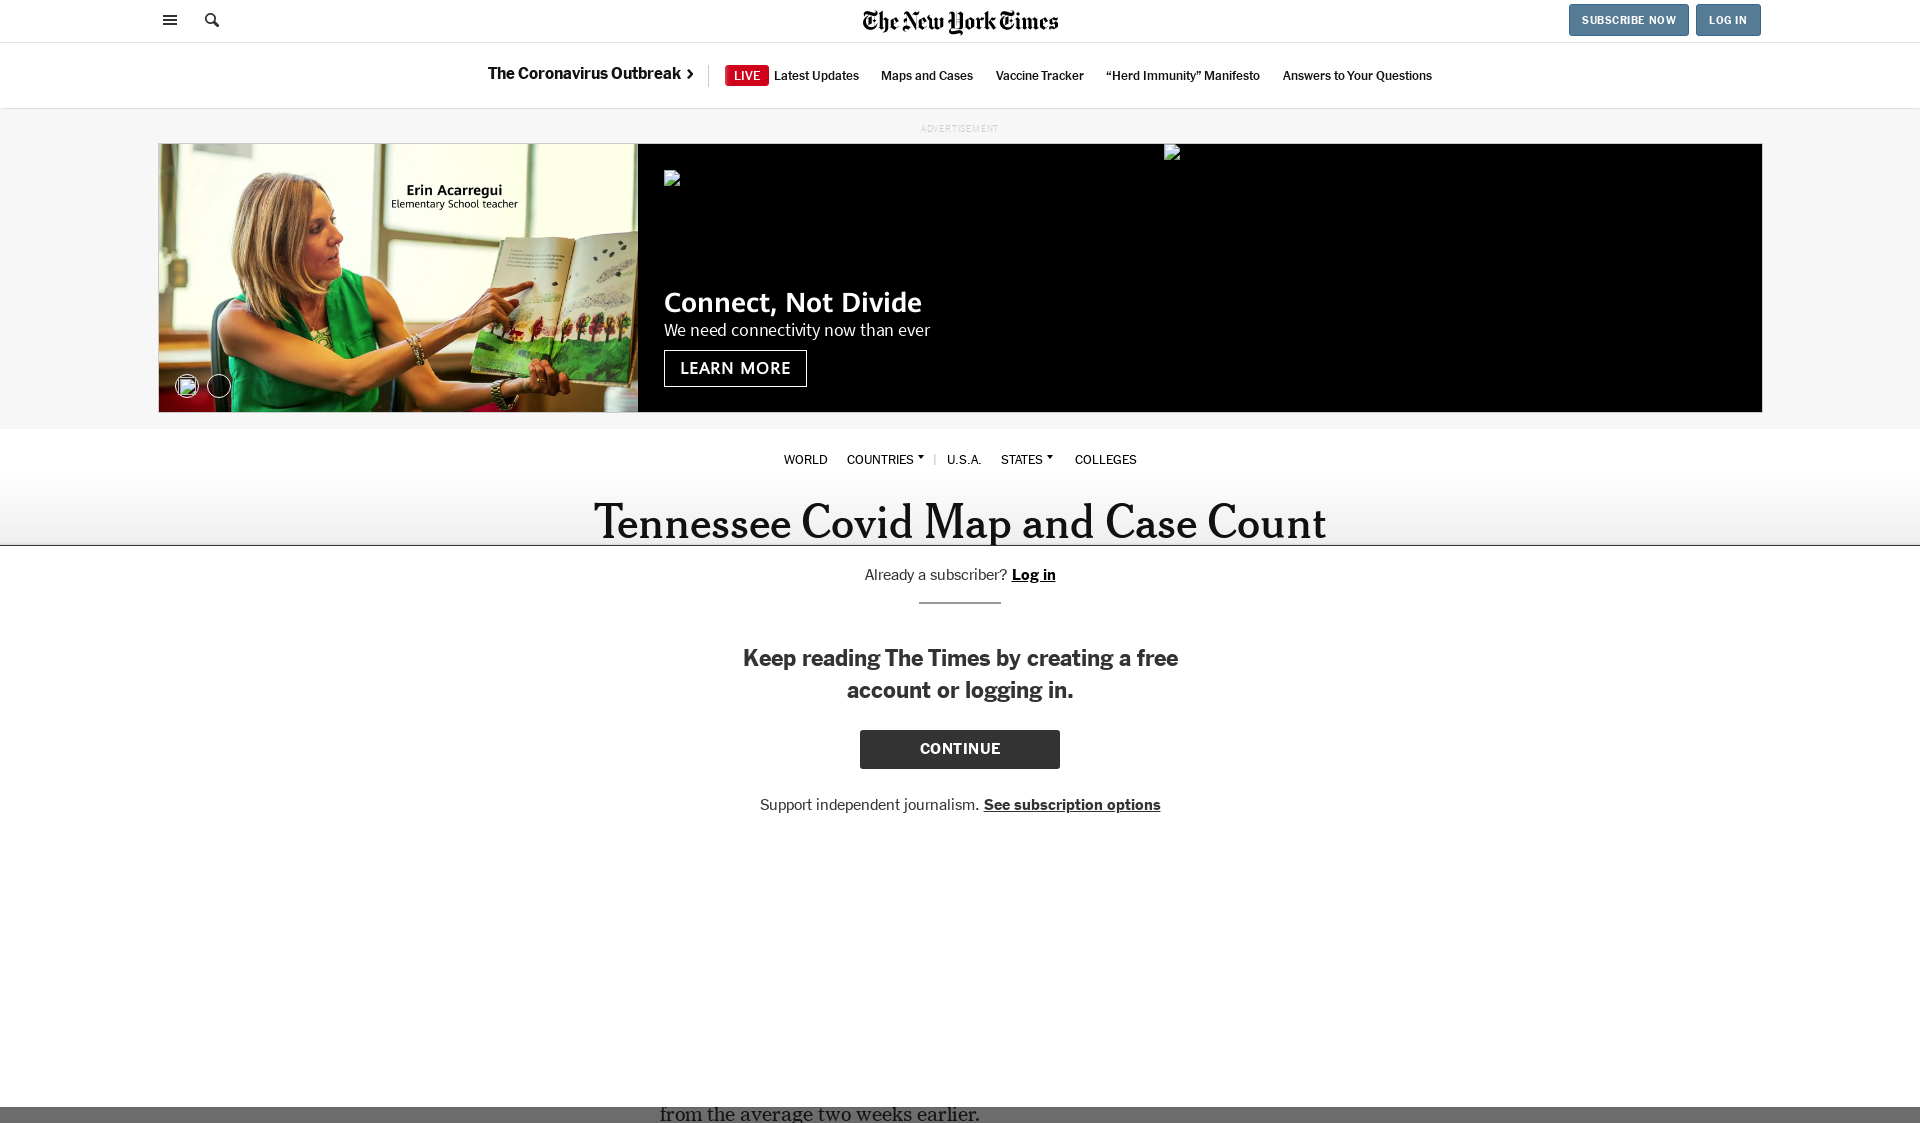 The New York Times
SUBSCRIBE NOW
LOG IN
The Coronavirus Outbreak ›
LIVE Latest Updates
Maps and Cases
Vaccine Tracker
“Herd Immunity” Manifesto
Answers to Your Questions
ADVERTISEMENT
Erin Acarregui
Elementary School teacher
Connect, Not Divide
We need connectivity now than ever
LEARN MORE
WORLD
COUNTRIES
U.S.A.
STATES
COLLEGES
Tennessee Covid Map and Case Count
Already a subscriber? Log in
Keep reading The Times by creating a free
account or logging in.
CONTINUE
Support independent journalism. See subscription options
from the average two weeks earlier.